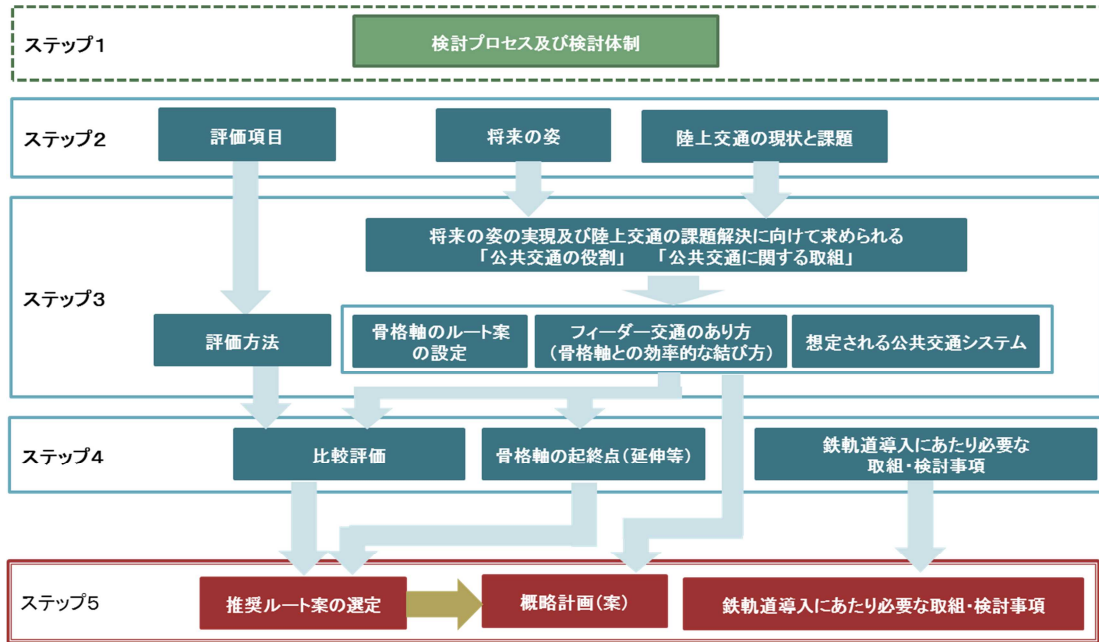 ステップ1
検討プロセス及び検討体制
ステップ2
評価項目
将来の姿
陸上交通の現状と課題
将来の姿の実現及び陸上交通の課題解決に向けて求められる
「公共交通の役割」　「公共交通に関する取組」
ステップ3
評価方法
骨格軸のルート案
の設定
フィーダー交通のあり方
(骨格軸との効率的な結び方)
想定される公共交通システム
ステップ4
比較評価
骨格軸の起終点(延伸等)
鉄軌道導入にあたり必要な
取組・検討事項
ステップ5
推奨ルート案の選定
概略計画(案)
鉄軌道導入にあたり必要な取組・検討事項